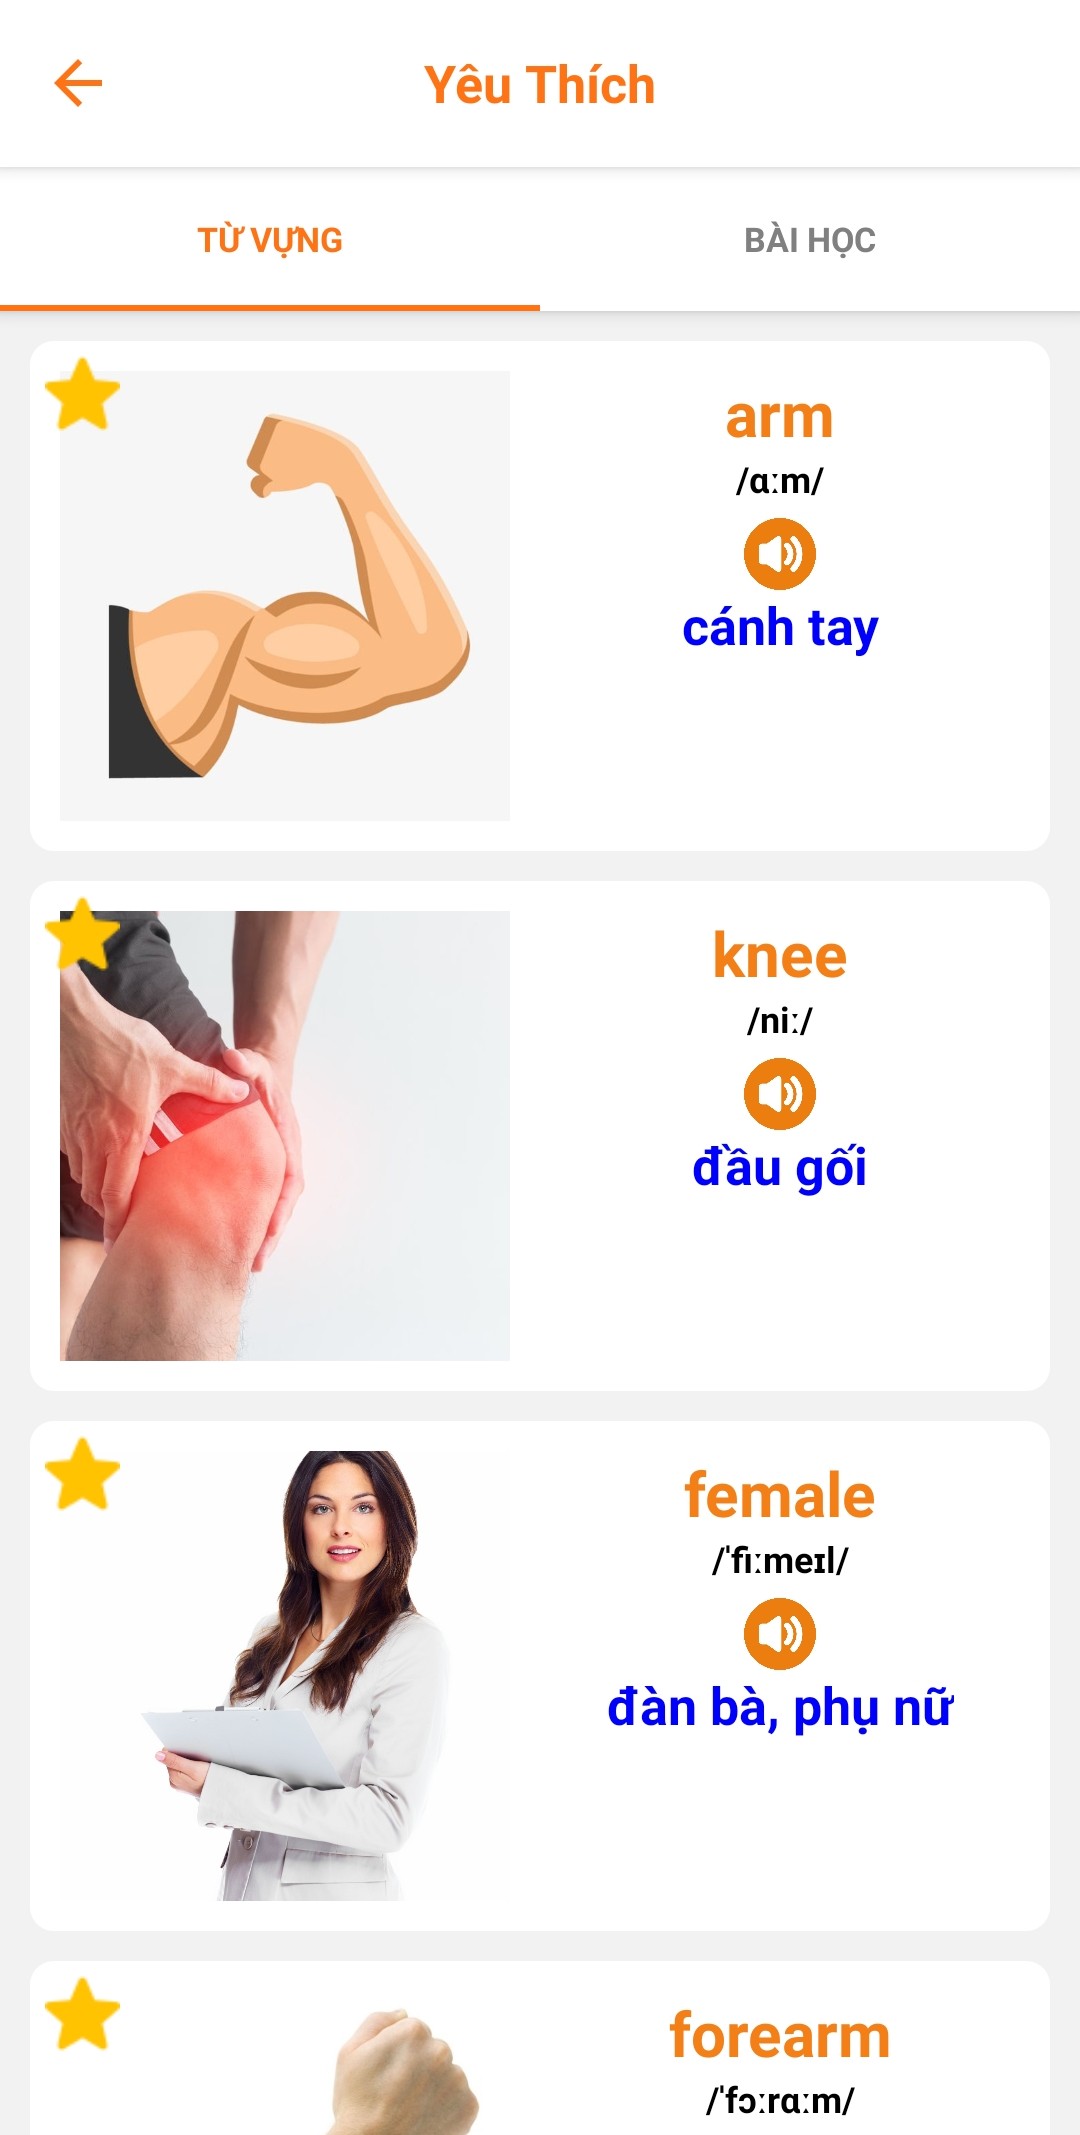 Yêu Thích
TỪ VỰNG
BÀI HỌC
arm
/ɑːm/
cánh tay
knee
/niː/
đầu gối
female
/ˈfiːmeɪl/
đàn bà, phụ nữ
forearm
/ˈfɔːrɑːm/